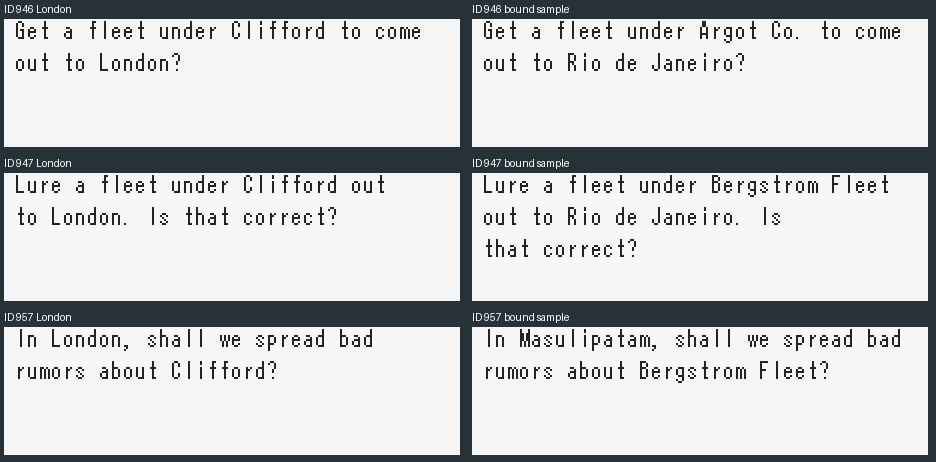 ID946 London
Get a fleet under Clifford to come
out to London?
ID946 bound sample
Get a fleet under Argot Co. to come
out to Rio de Janeiro?
ID947 London
Lure a fleet under Clifford out
to London. Is that correct?
ID947 bound sample
Lure a fleet under Bergstrom Fleet
out to Rio de Janeiro. Is
that correct?
ID957 London
In London, shall we spread bad
rumors about Clifford?
ID957 bound sample
In Masulipatam, shall we spread bad
rumors about Bergstrom Fleet?